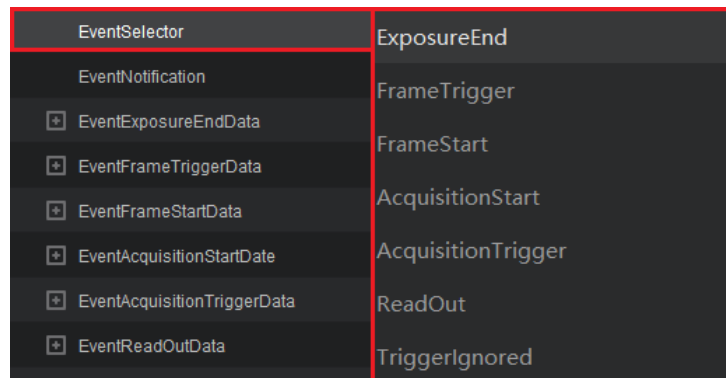 EventSelector
EventNotification
EventExposureEndData
EventFrameTriggerData
EventFrameStartData
EventAcquisitionStartDate
EventAcquisitionTriggerData
EventReadOutData
ExposureEnd
FrameTrigger
FrameStart
AcquisitionStart
AcquisitionTrigger
ReadOut
TriggerIgnored